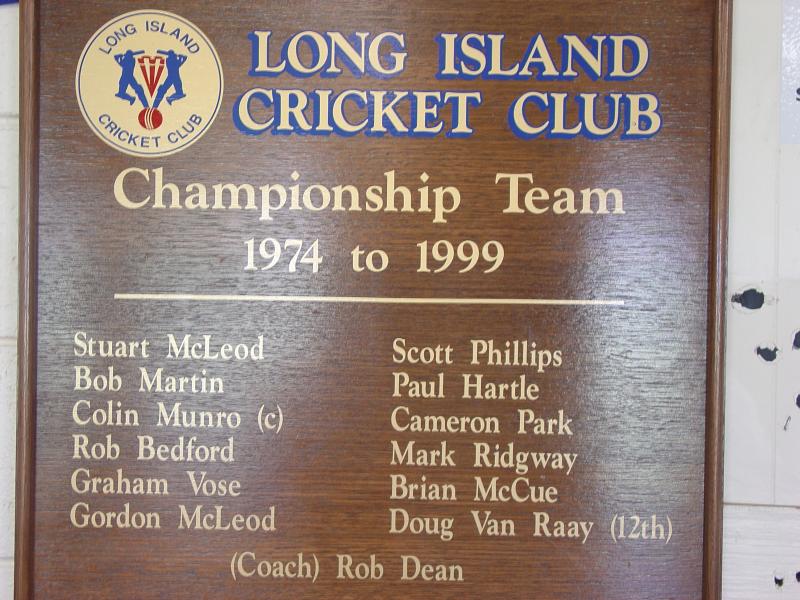 LONG ISLAND
CRICKET CLUB
LONG ISLAND
CRICKET CLUB
Championship Team
1974 to 1999
Stuart McLeod
Bob Martin
Colin Munro (c)
Rob Bedford
Graham Vose
Gordon McLeod
Scott Phillips
Paul Hartle
Cameron Park
Mark Ridgway
Brian McCue
Doug Van Raay (12th)
(Coach) Rob Dean